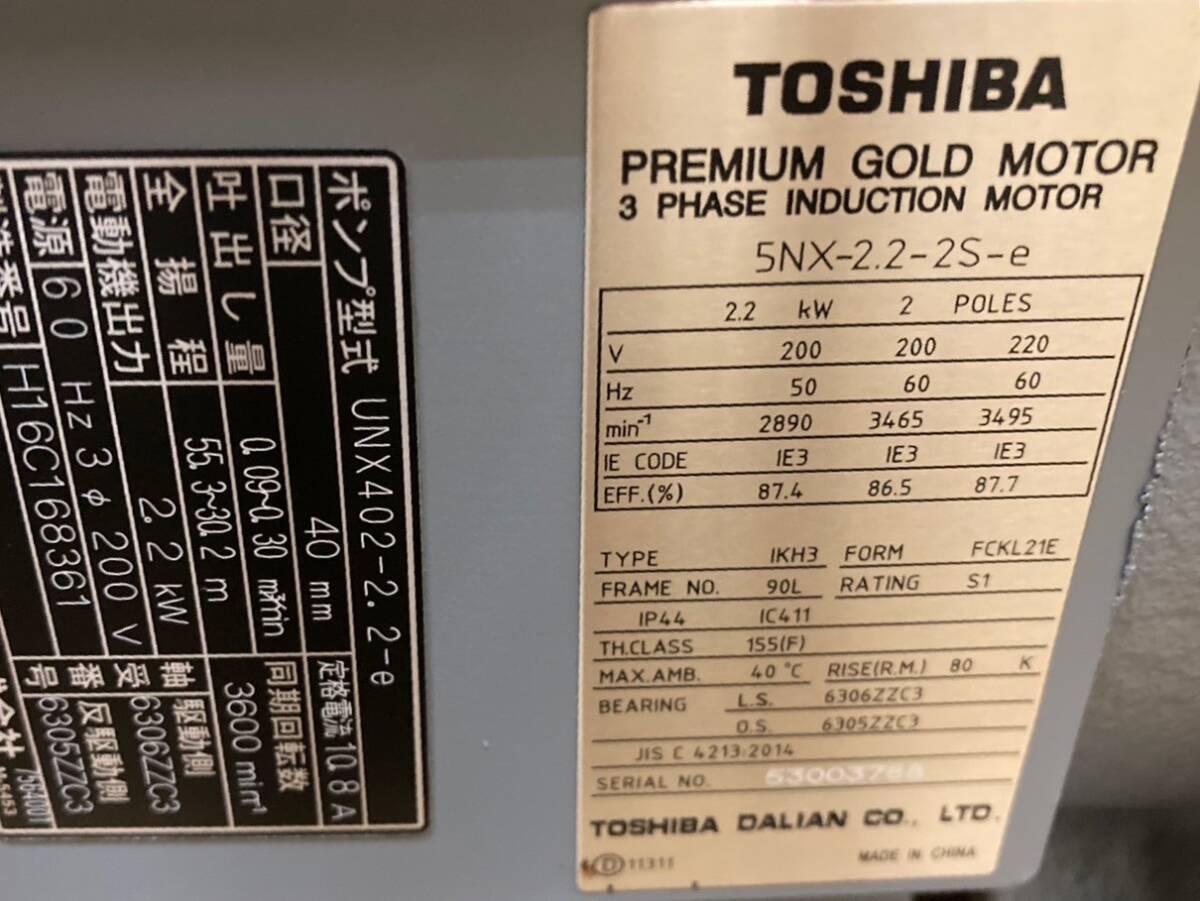 ポンプ型式 UNX402-2.2-e
口径 40 mm 定格電流 10.8 A
吐出し量 0.09~0.30 m³/min 同期回転数
全揚程 55.3~30.2 m 3600 min⁻¹
電動機出力 2.2 kW 軸受番号 駆動側 6306ZZC3
電源 60 Hz 3 φ 200 V 反駆動側 6305ZZC3
番号 H16C168361
TOSHIBA
PREMIUM GOLD MOTOR
3 PHASE INDUCTION MOTOR
5NX-2.2-2S-e
2.2 kW 2 POLES
V 200 200 220
Hz 50 60 60
min⁻¹ 2890 3465 3495
IE CODE IE3 IE3 IE3
EFF.(%) 87.4 86.5 87.7
TYPE IKH3 FORM FCKL21E
FRAME NO. 90L RATING S1
IP44 IC411
TH.CLASS 155(F)
MAX.AMB. 40 ℃ RISE(R.M.) 80 K
BEARING L.S. 6306ZZC3
O.S. 6305ZZC3
JIS C 4213:2014
SERIAL NO.
TOSHIBA DALIAN CO., LTD.
D 11311 MADE IN CHINA